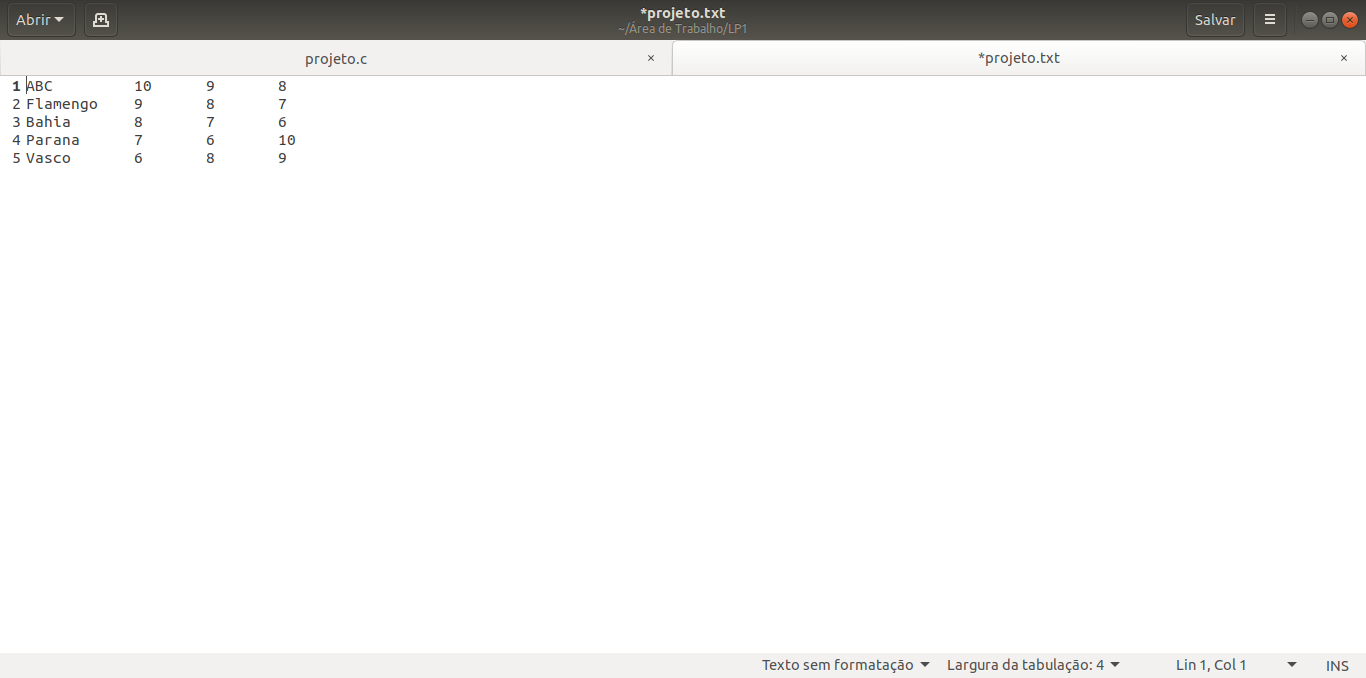 Abrir
*projeto.txt
~/Área de Trabalho/LP1
Salvar
projeto.c ×
*projeto.txt ×
1 ABC 10 9 8
2 Flamengo 9 8 7
3 Bahia 8 7 6
4 Parana 7 6 10
5 Vasco 6 8 9
Texto sem formatação Largura da tabulação: 4 Lin 1, Col 1 INS